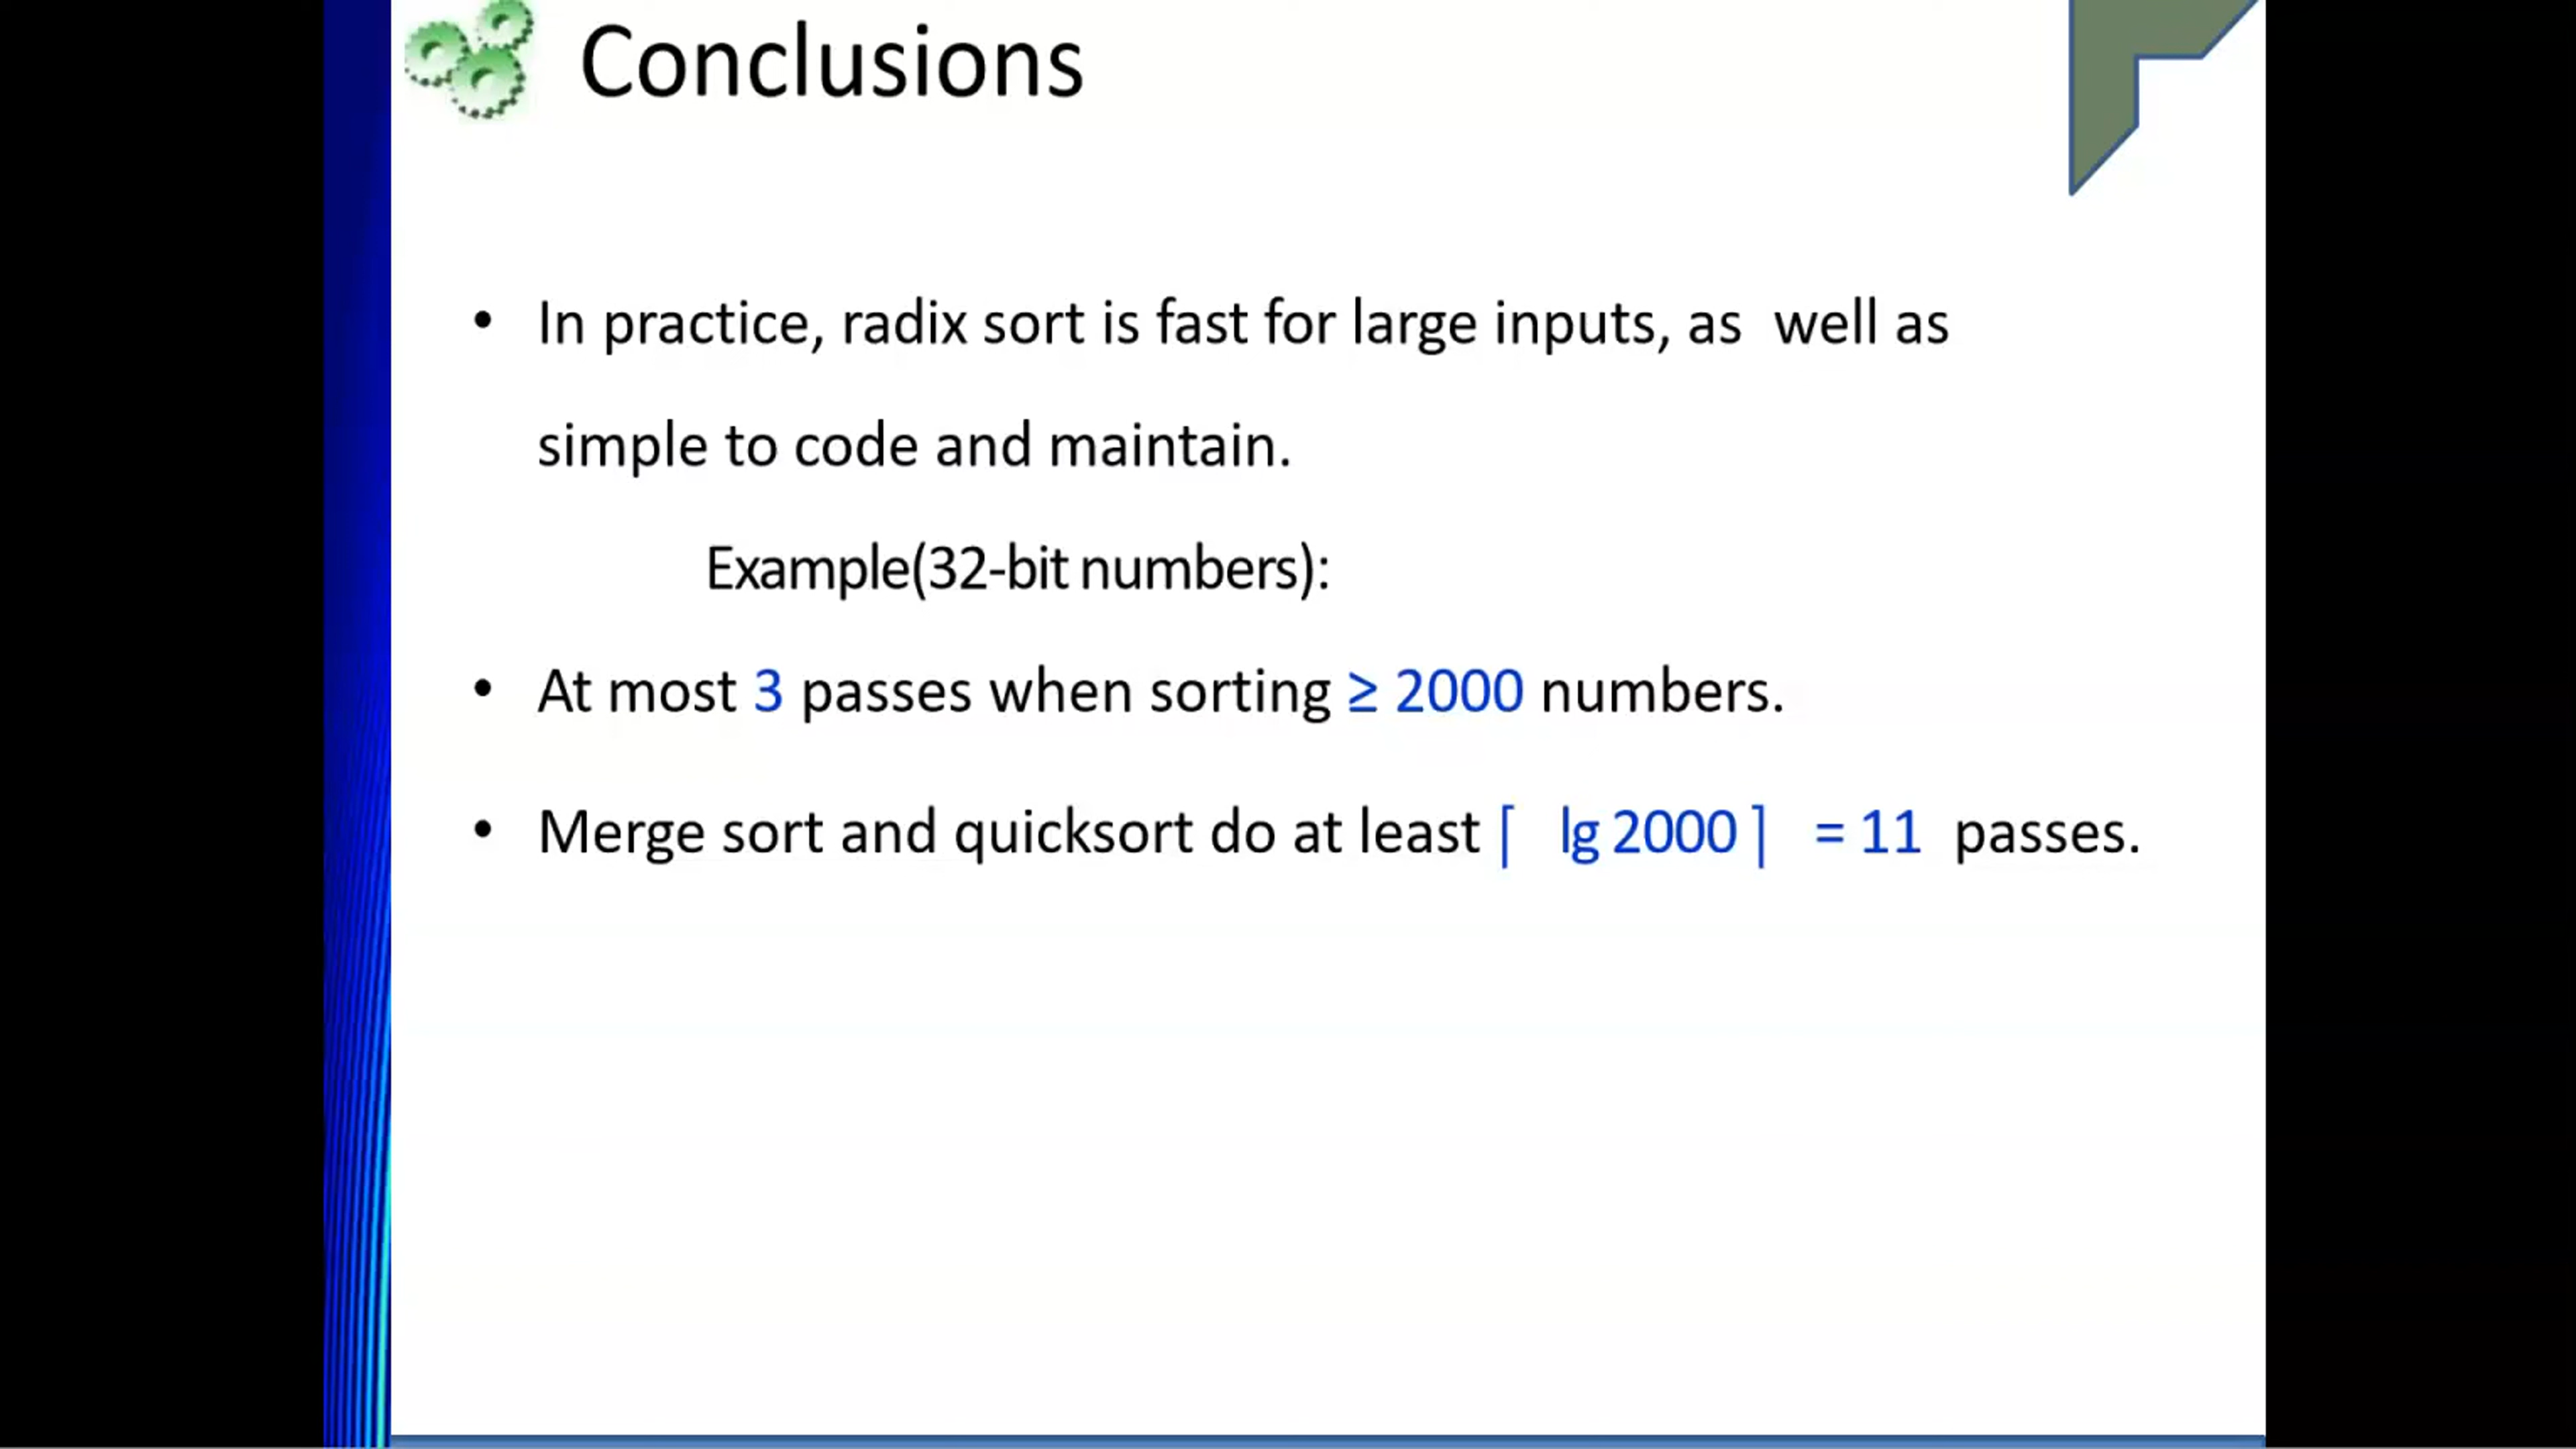 Conclusions
• In practice, radix sort is fast for large inputs, as well as
simple to code and maintain.
Example(32-bit numbers):
• At most 3 passes when sorting ≥ 2000 numbers.
• Merge sort and quicksort do at least ⌈ lg 2000 ⌉ = 11 passes.